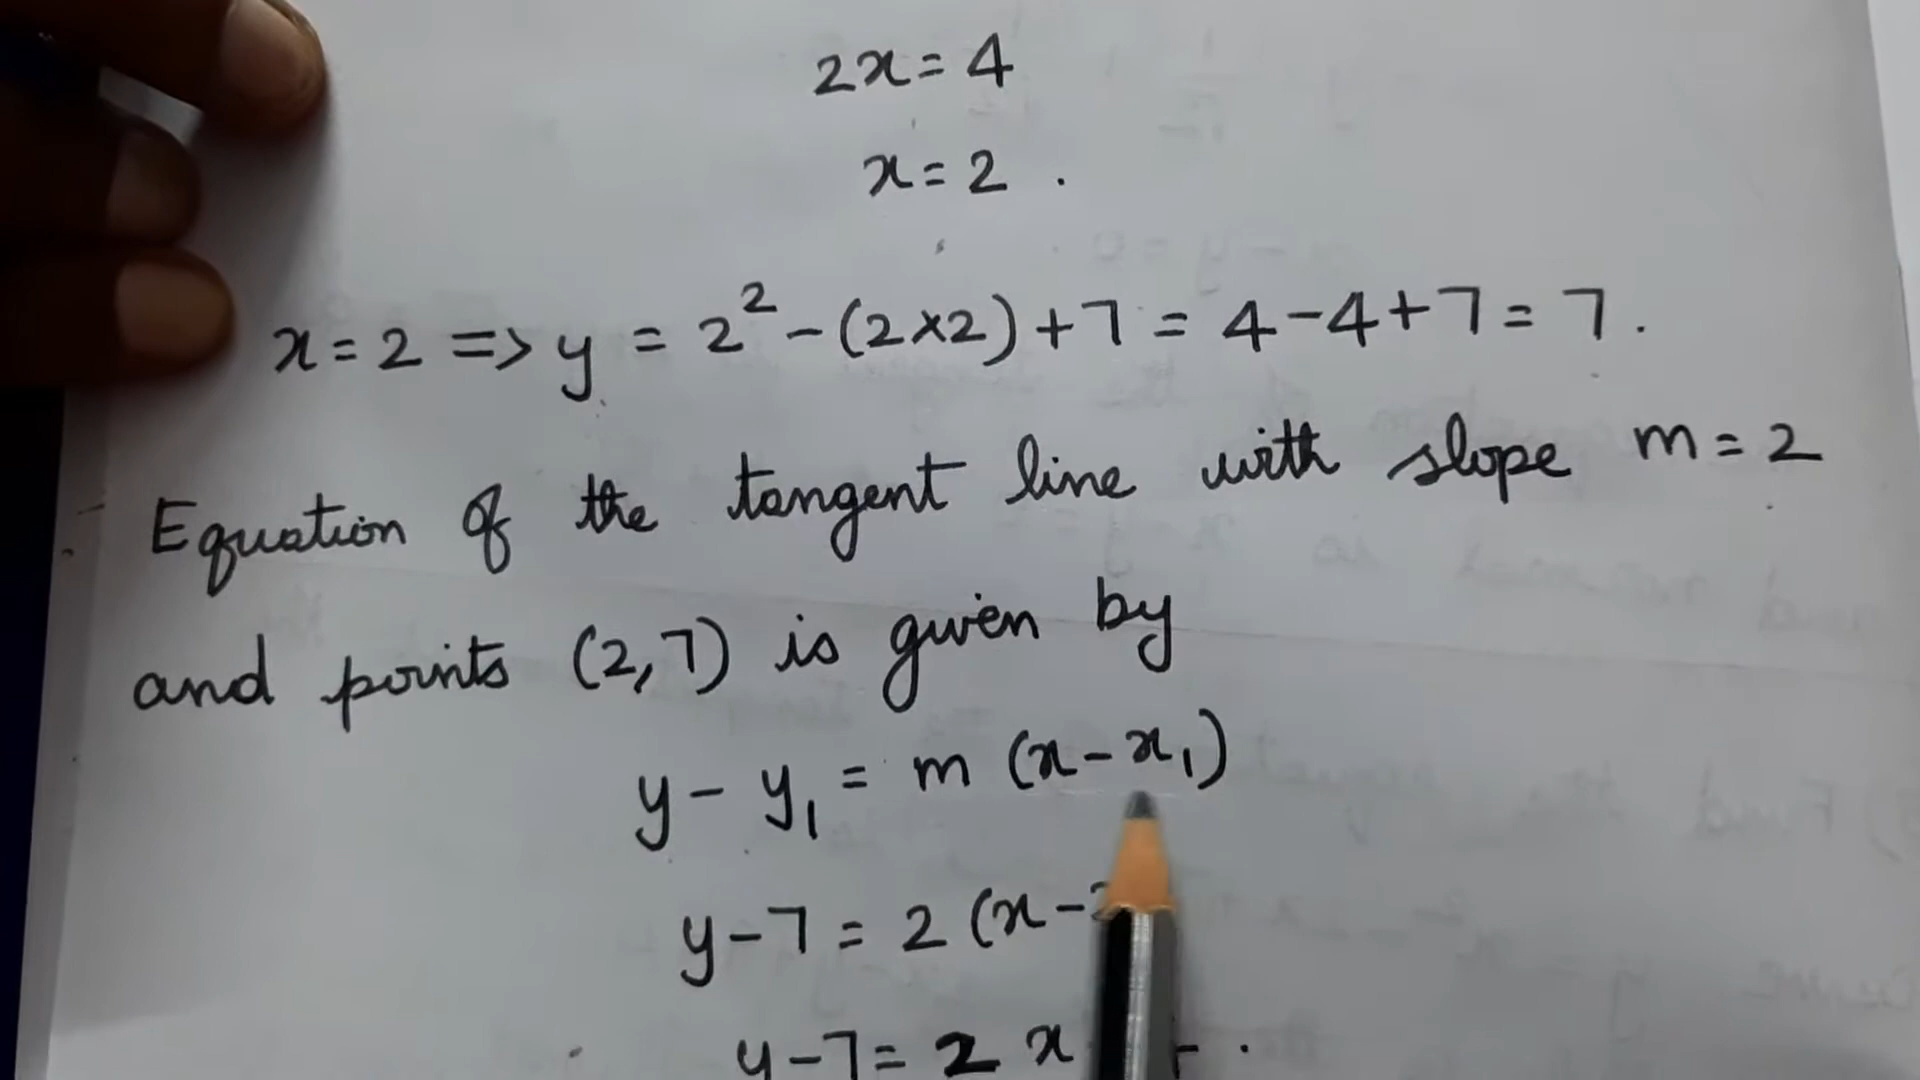 2x = 4
x = 2 .
x = 2 => y = 2² - (2×2) + 7 = 4 - 4 + 7 = 7 .
Equation of the tangent line with slope m = 2
and points (2,7) is given by
y - y₁ = m (x - x₁)
y - 7 = 2 (x -
y - 7 = 2 x